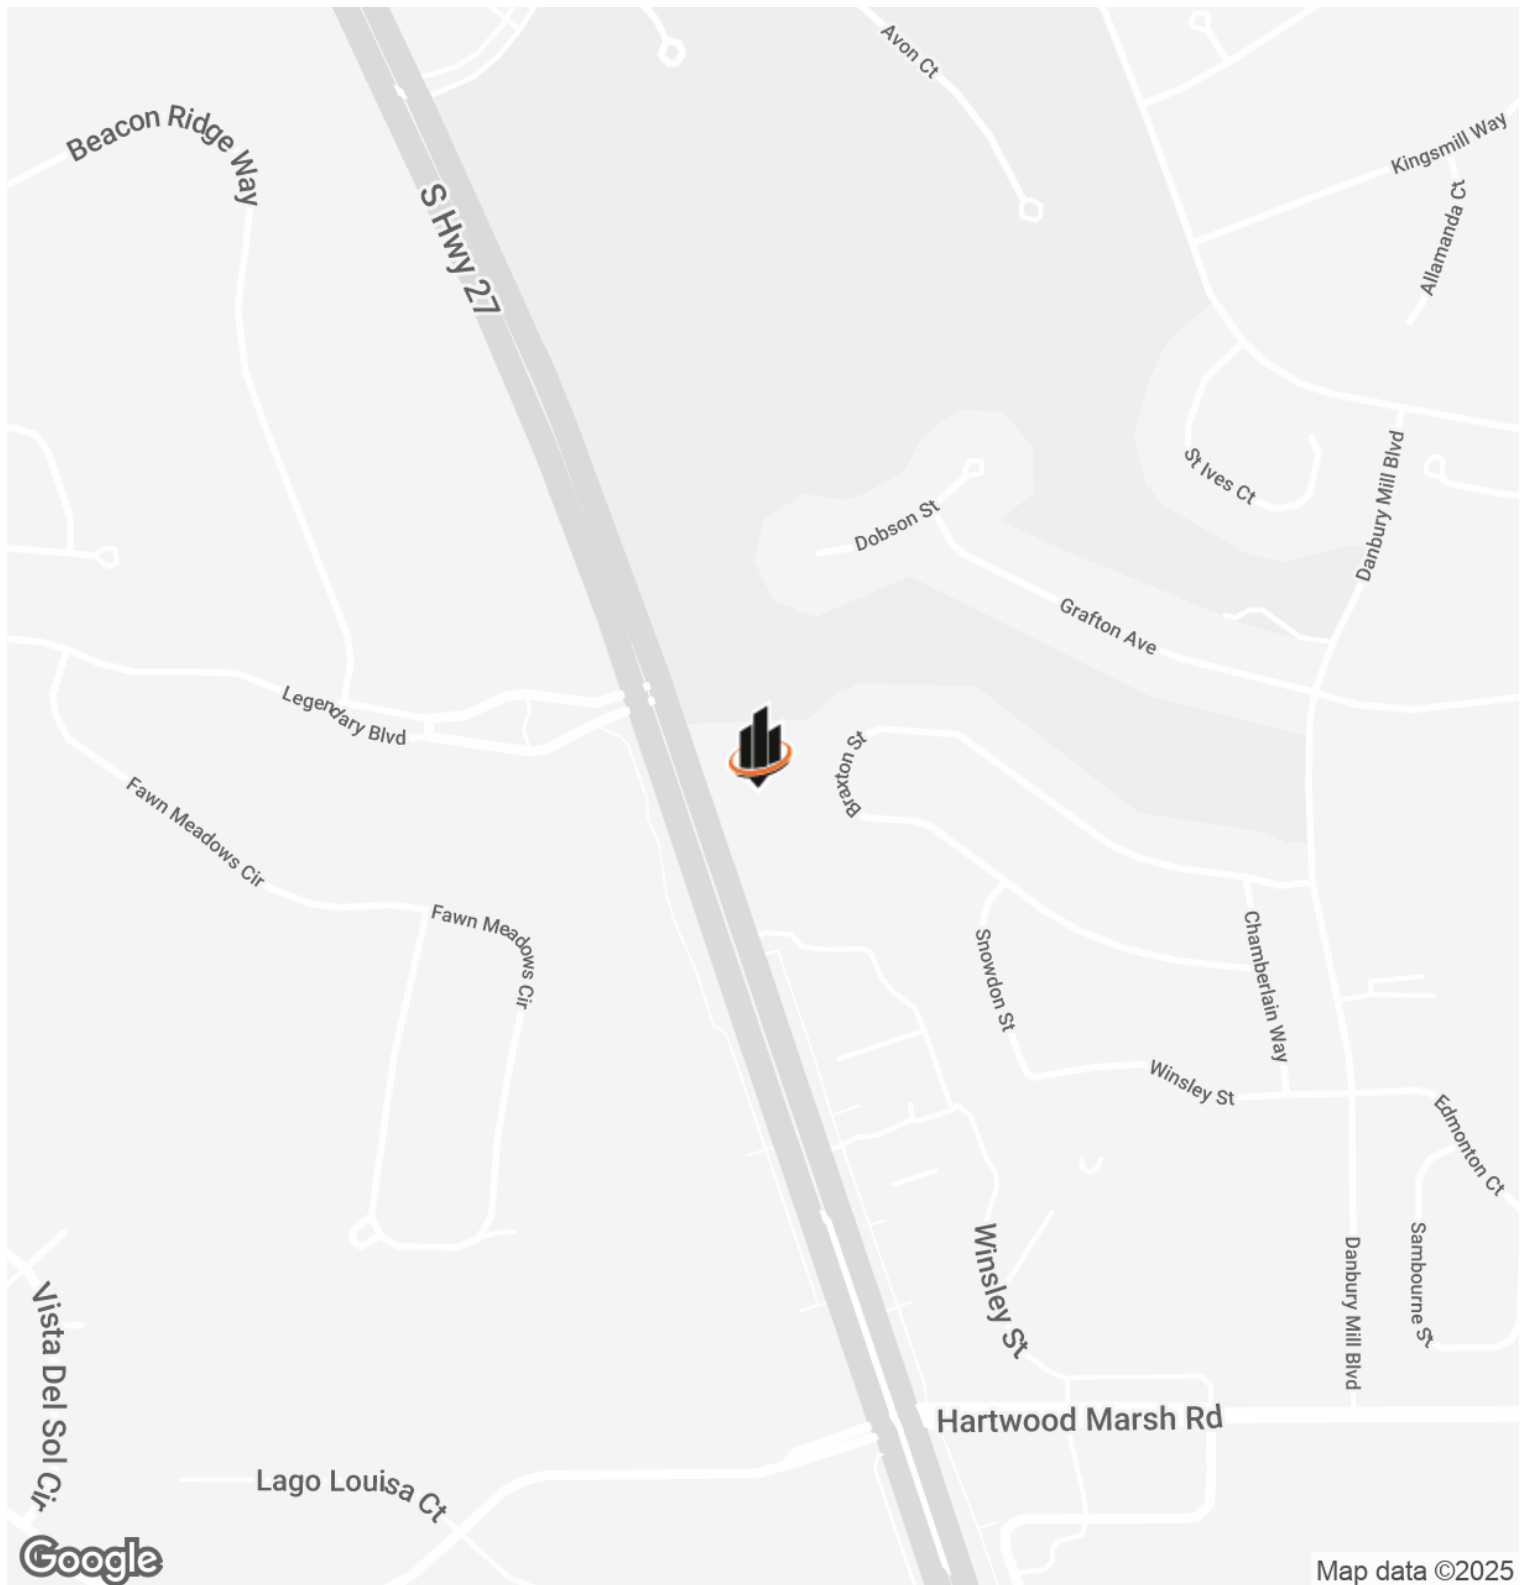 Avon Ct
Beacon Ridge Way
Kingsmill Way
S Hwy 27
Allamanda Ct
St Ives Ct
Danbury Mill Blvd
Dobson St
Grafton Ave
Legendary Blvd
Braxton St
Fawn Meadows Cir
Fawn Meadows Cir
Snowdon St
Chamberlain Way
Winsley St
Edmonton Ct
Winsley St
Sambourne St
Danbury Mill Blvd
Vista Del Sol Cir
Hartwood Marsh Rd
Lago Louisa Ct
Google
Map data ©2025